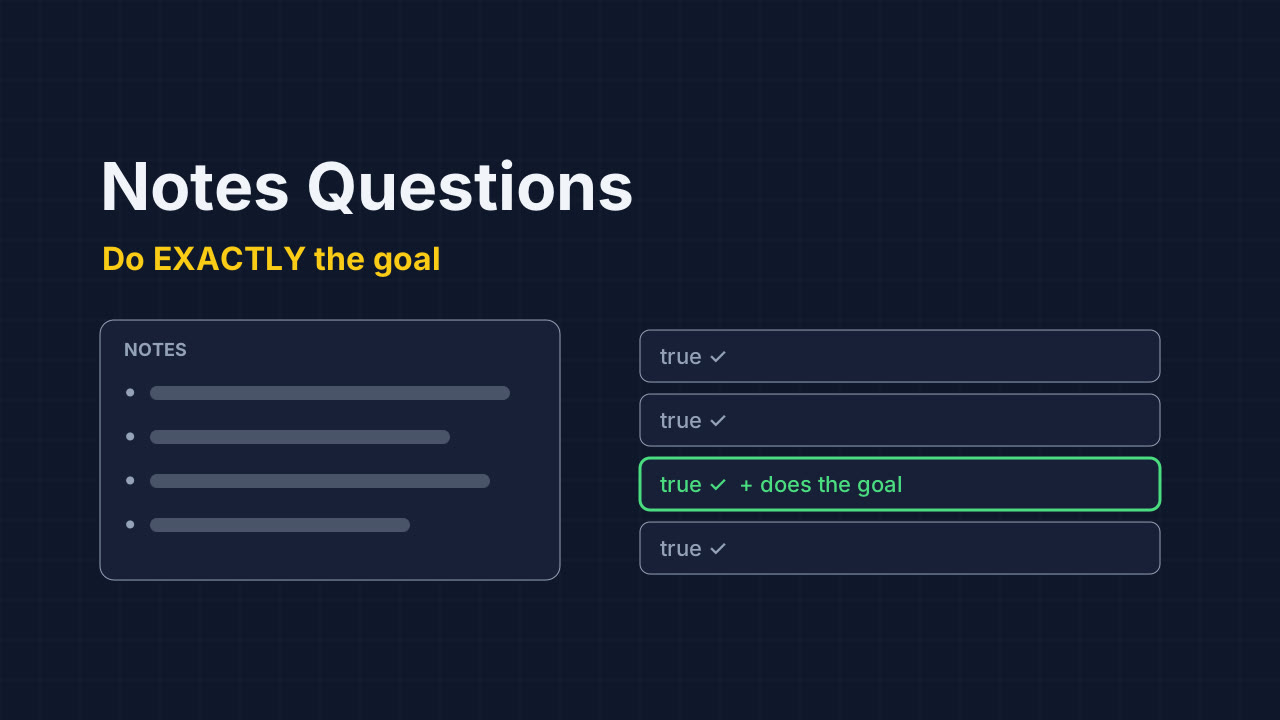 Notes Questions
Do EXACTLY the goal
NOTES
true ✓
true ✓
true ✓ + does the goal
true ✓